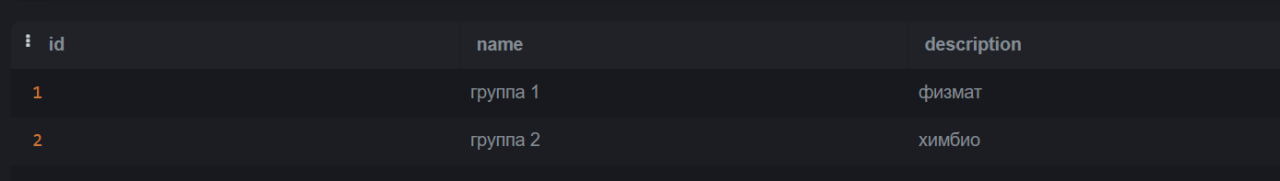 id name description
1 группа 1 физмат
2 группа 2 химбио